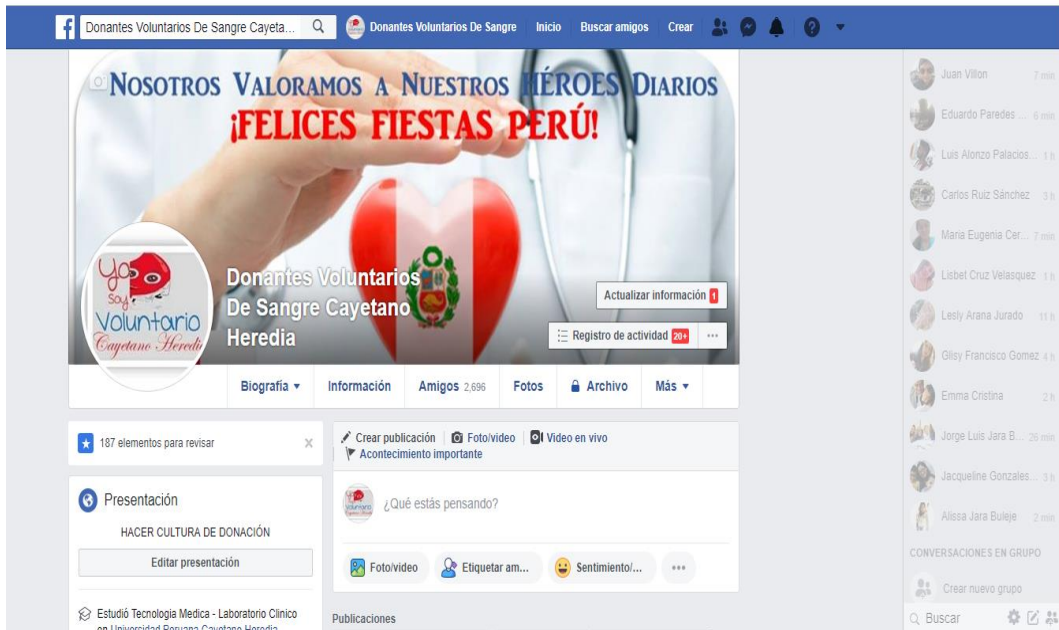 Donantes Voluntarios De Sangre Cayeta...
Donantes Voluntarios De Sangre Inicio Buscar amigos Crear
NOSOTROS VALORAMOS A NUESTROS HÉROES DIARIOS
¡FELICES FIESTAS PERÚ!
Yo
soy
Voluntario
Cayetano Heredia
Donantes Voluntarios
De Sangre Cayetano
Heredia
Actualizar información 1
Registro de actividad 20+ ...
Biografía Información Amigos 2,696 Fotos Archivo Más
187 elementos para revisar
Presentación
HACER CULTURA DE DONACIÓN
Editar presentación
Estudió Tecnologia Medica - Laboratorio Clinico
en Universidad Peruana Cayetano Heredia
Crear publicación Foto/video Video en vivo
Acontecimiento importante
¿Qué estás pensando?
Foto/video Etiquetar am... Sentimiento/...
Publicaciones
Juan Villon 7 min
Eduardo Paredes ... 6 min
Luis Alonzo Palacios... 1 h
Carlos Ruiz Sánchez 3 h
Maria Eugenia Cer... 7 min
Lisbet Cruz Velasquez 1 h
Lesly Arana Jurado 11 h
Glisy Francisco Gomez 4 h
Emma Cristina 2 h
Jorge Luis Jara B... 26 min
Jacqueline Gonzales... 3 h
Alissa Jara Buleje 2 min
CONVERSACIONES EN GRUPO
Crear nuevo grupo
Buscar